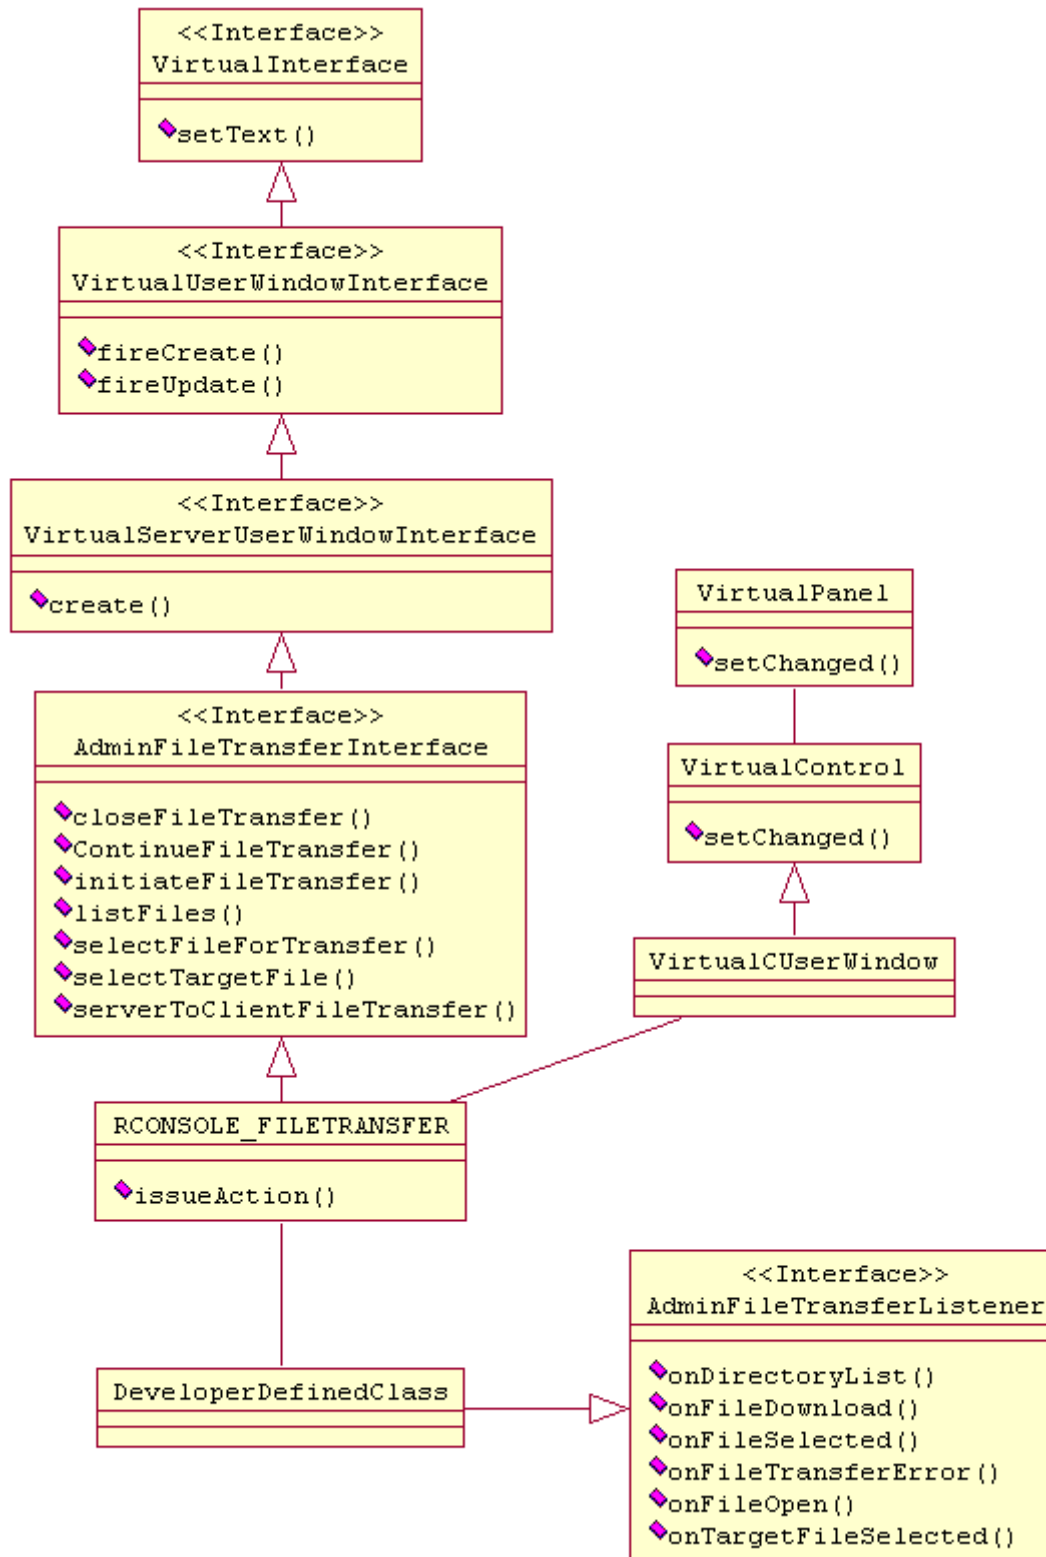 <<Interface>>
VirtualInterface
setText()
<<Interface>>
VirtualUserWindowInterface
fireCreate()
fireUpdate()
<<Interface>>
VirtualServerUserWindowInterface
create()
<<Interface>>
AdminFileTransferInterface
closeFileTransfer()
ContinueFileTransfer()
initiateFileTransfer()
listFiles()
selectFileForTransfer()
selectTargetFile()
serverToClientFileTransfer()
VirtualPanel
setChanged()
VirtualControl
setChanged()
VirtualCUserWindow
RCONSOLE_FILETRANSFER
issueAction()
DeveloperDefinedClass
<<Interface>>
AdminFileTransferListener
onDirectoryList()
onFileDownload()
onFileSelected()
onFileTransferError()
onFileOpen()
onTargetFileSelected()